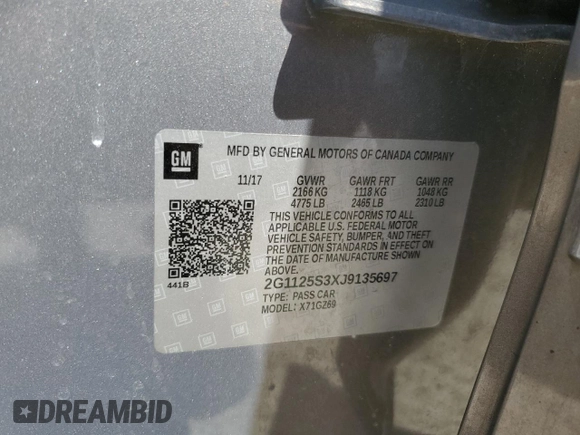 GM
MFD BY GENERAL MOTORS OF CANADA COMPANY
11/17 GVWR GAWR FRT GAWR RR
2166 KG 1118 KG 1048 KG
4775 LB 2465 LB 2310 LB
THIS VEHICLE CONFORMS TO ALL
APPLICABLE U.S. FEDERAL MOTOR
VEHICLE SAFETY, BUMPER, AND THEFT
PREVENTION STANDARDS IN EFFECT ON
THE DATE OF MANUFACTURE SHOWN
ABOVE.
441B
2G1125S3XJ9135697
TYPE: PASS CAR
MODEL: X71GZ69
DREAMBID